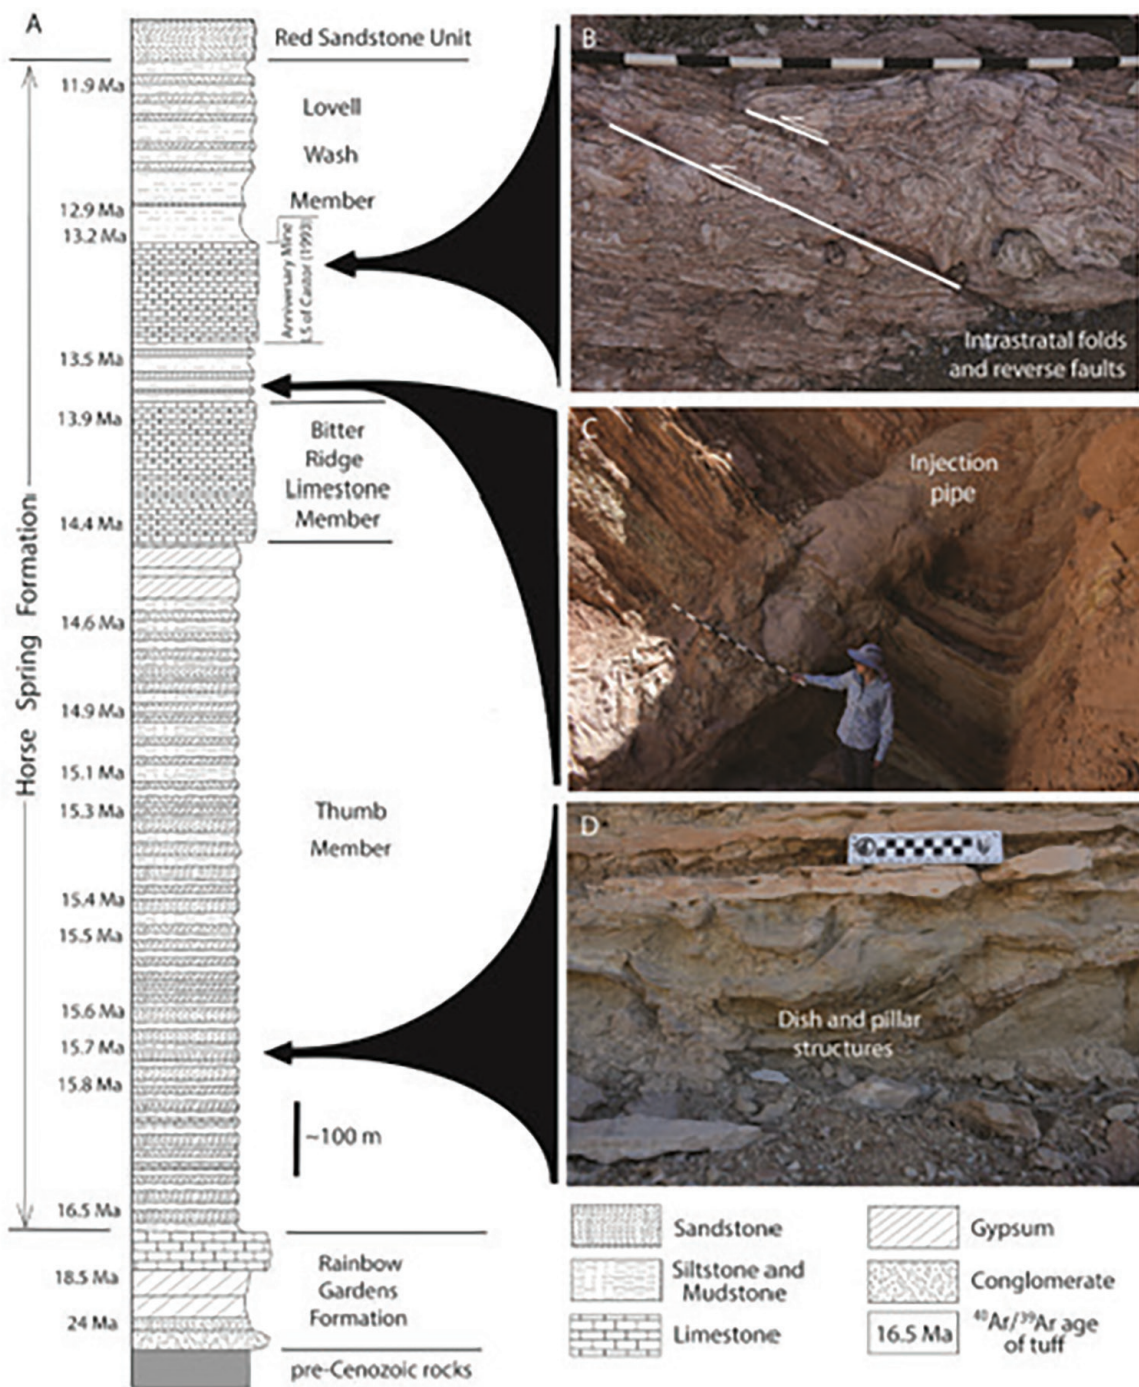 A
Red Sandstone Unit
11.9 Ma
Lovell
Wash
Member
12.9 Ma
13.2 Ma
Anniversary Mine
LS of Castor (1993)
13.5 Ma
13.9 Ma
Bitter
Ridge
Limestone
Member
14.4 Ma
14.6 Ma
14.9 Ma
15.1 Ma
15.3 Ma
Thumb
Member
15.4 Ma
15.5 Ma
15.6 Ma
15.7 Ma
15.8 Ma
~100 m
16.5 Ma
Horse Spring Formation
Rainbow
Gardens
Formation
18.5 Ma
24 Ma
pre-Cenozoic rocks
B
Intrastratal folds
and reverse faults
C
Injection
pipe
D
Dish and pillar
structures
Sandstone
Siltstone and
Mudstone
Limestone
Gypsum
Conglomerate
16.5 Ma
⁴⁰Ar/³⁹Ar age
of tuff